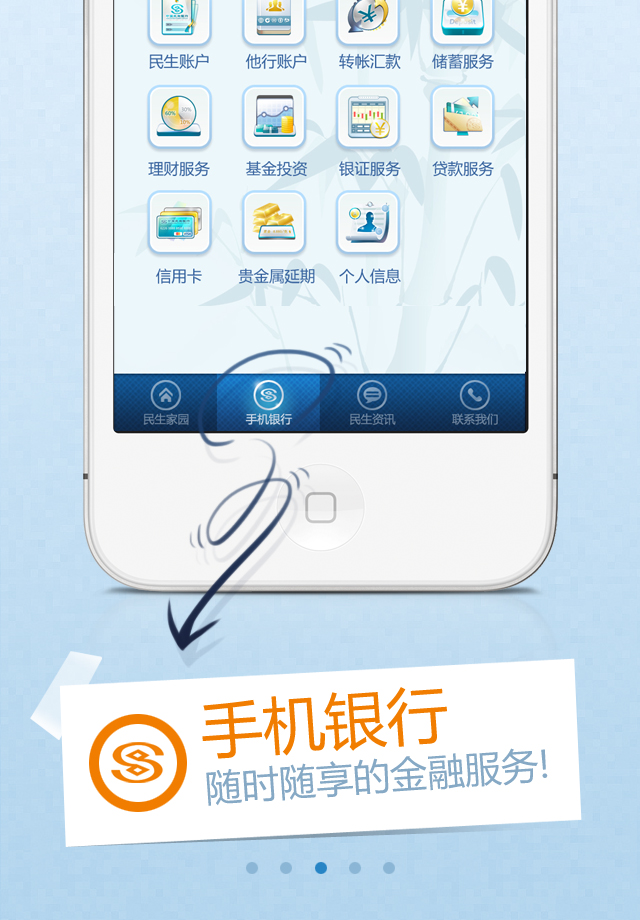 民生账户 他行账户 转帐汇款 储蓄服务
40% 30% 10%
理财服务 基金投资 银证服务 贷款服务
信用卡 贵金属延期 个人信息
民生家园 手机银行 民生资讯 联系我们
手机银行
随时随享的金融服务!